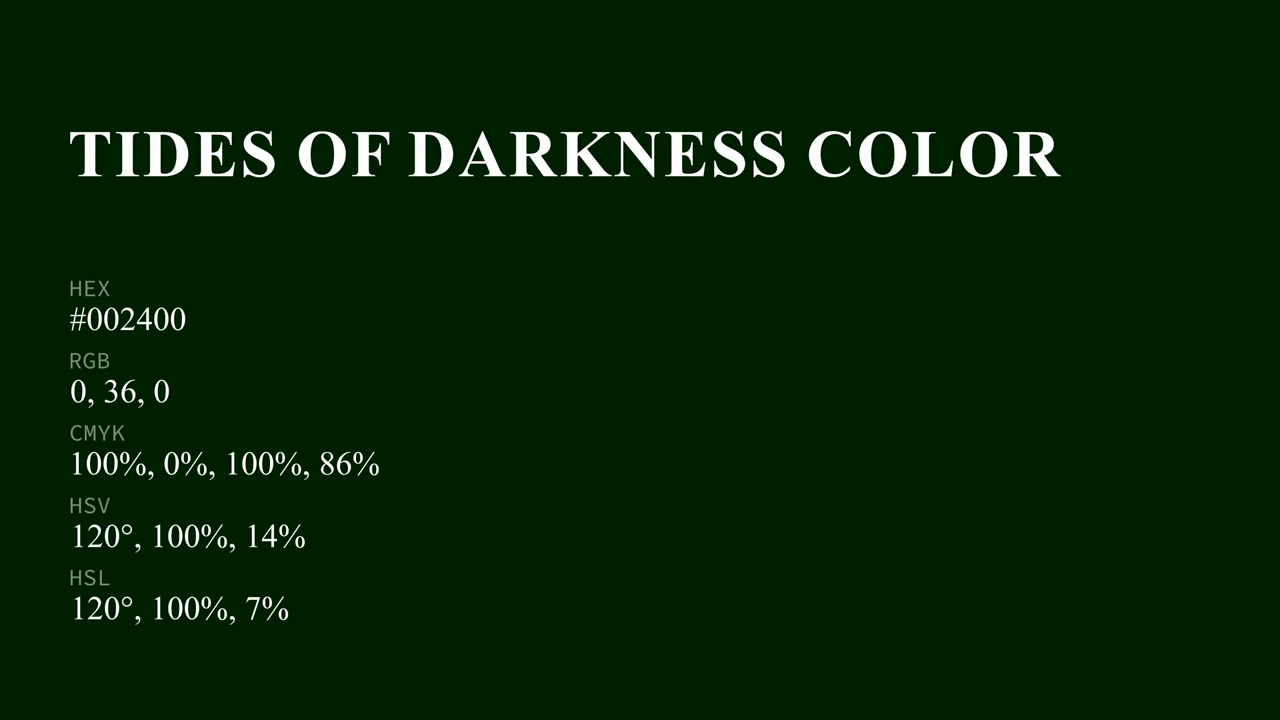 TIDES OF DARKNESS COLOR
HEX
#002400
RGB
0, 36, 0
CMYK
100%, 0%, 100%, 86%
HSV
120°, 100%, 14%
HSL
120°, 100%, 7%